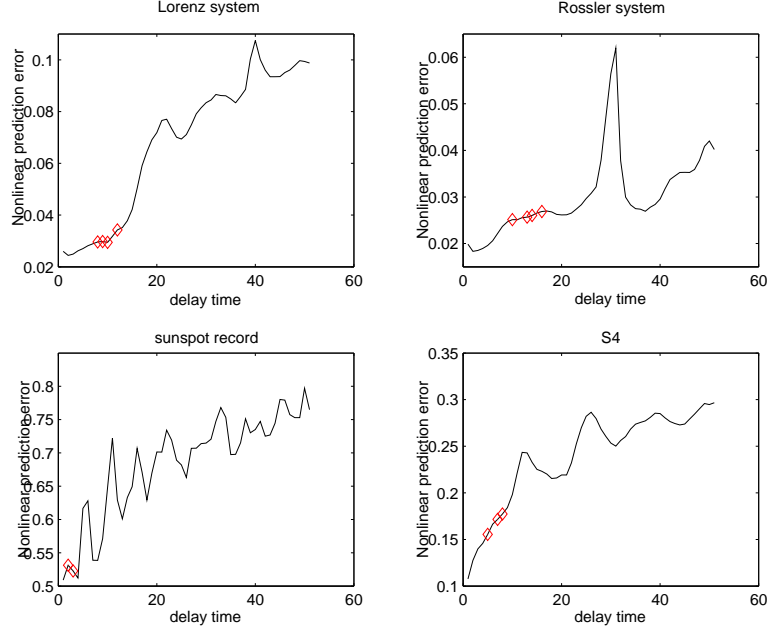 Lorenz system
Nonlinear prediction error
0.1
0.08
0.06
0.04
0.02
0 20 40 60
delay time
Rossler system
Nonlinear prediction error
0.06
0.05
0.04
0.03
0.02
0 20 40 60
delay time
sunspot record
Nonlinear prediction error
0.8
0.75
0.7
0.65
0.6
0.55
0.5
0 20 40 60
delay time
S4
Nonlinear prediction error
0.35
0.3
0.25
0.2
0.15
0.1
0 20 40 60
delay time